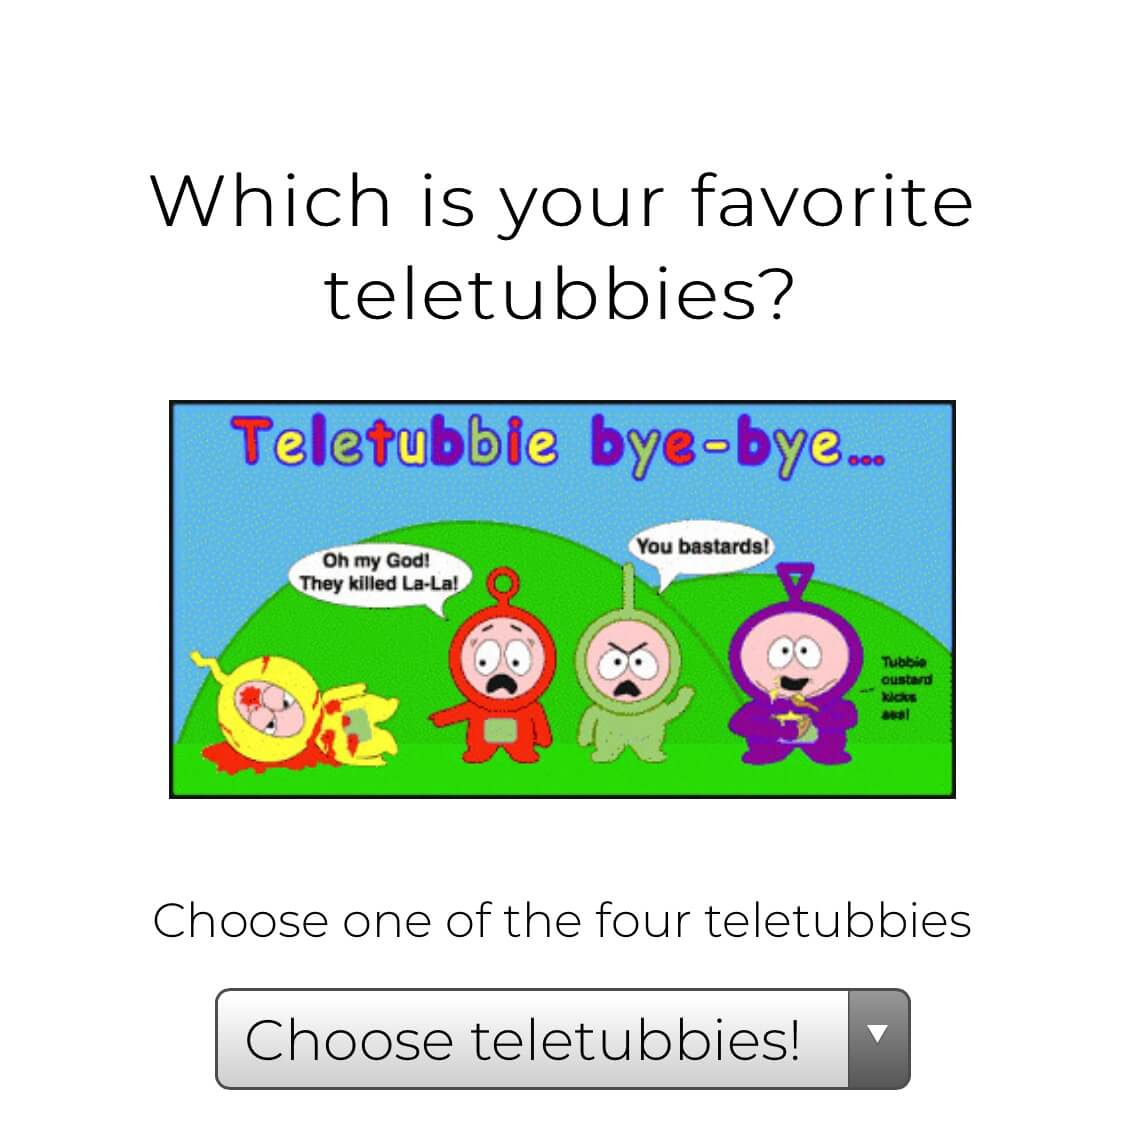 Which is your favorite
teletubbies?
Teletubbie bye-bye...
Oh my God!
They killed La-La!
You bastards!
Tubbie
custard
kicks
ass!
Choose one of the four teletubbies
Choose teletubbies!